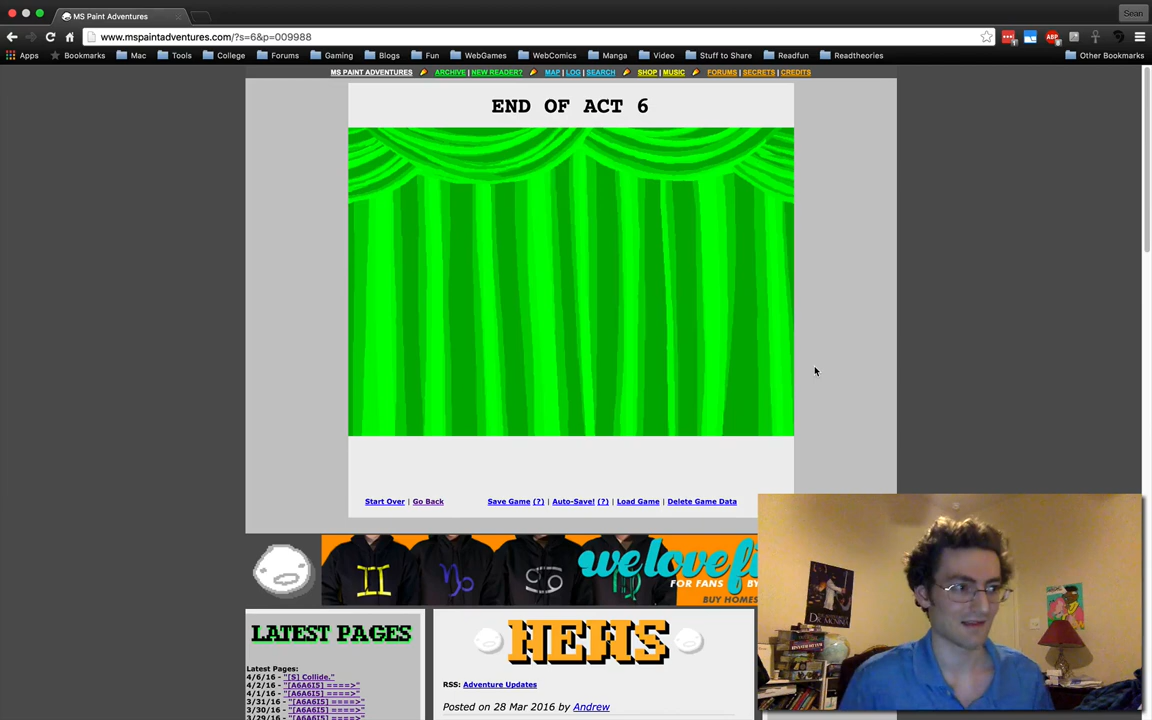 MS Paint Adventures
Sean
www.mspaintadventures.com/?s=6&p=009988
Apps Bookmarks Mac Tools College Forums Gaming Blogs Fun WebGames WebComics Manga Video Stuff to Share Readfun Readtheories Other Bookmarks
MS PAINT ADVENTURES ARCHIVE | NEW READER? MAP | LOG | SEARCH SHOP | MUSIC FORUMS | SECRETS | CREDITS
END OF ACT 6
Start Over | Go Back Save Game (?) | Auto-Save! (?) | Load Game | Delete Game Data
FOR FANS BY
BUY HOMES
LATEST PAGES
NEWS
Latest Pages:
4/6/16 - "[S] Collide."
4/2/16 - "[A6A6I5] ====>"
4/1/16 - "[A6A6I5] ====>"
3/31/16 - "[A6A6I5] ====>"
3/30/16 - "[A6A6I5] ====>"
3/29/16 - "[A6A6I5] ====>"
RSS: Adventure Updates
Posted on 28 Mar 2016 by Andrew